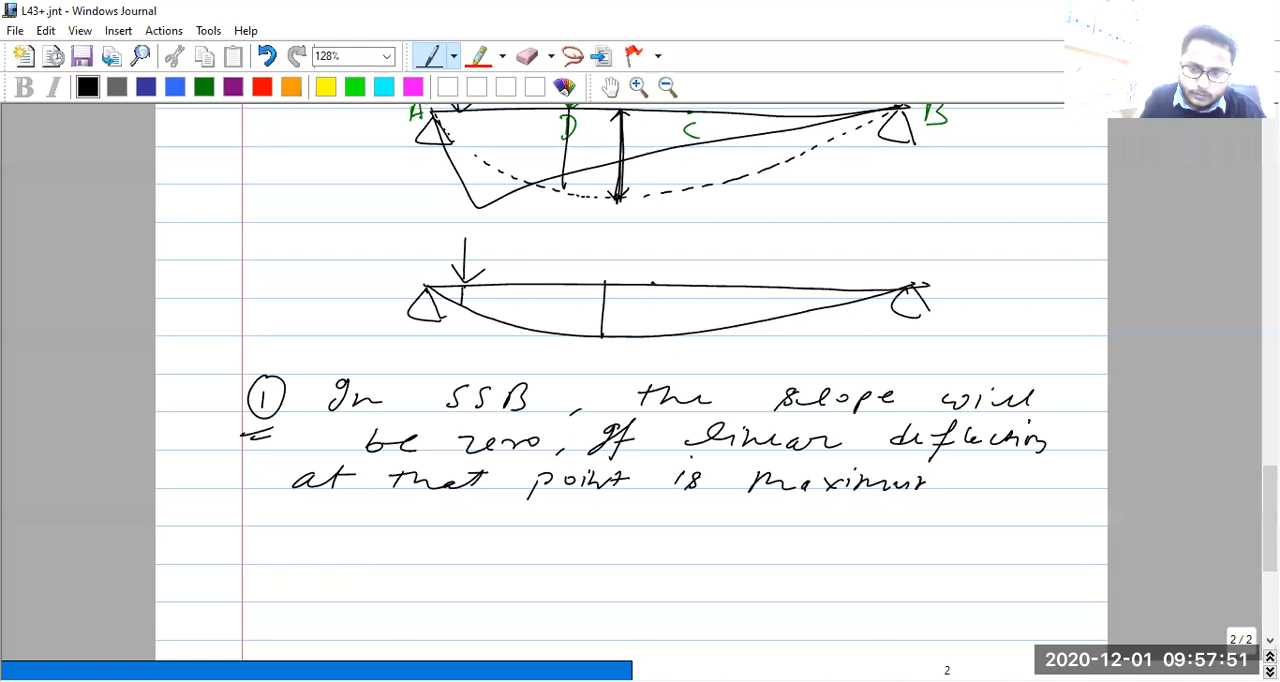 L43+.jnt - Windows Journal
File Edit View Insert Actions Tools Help
128%
B I
A D C B
① In SSB, the slope will
be zero, If linear deflection
at that point is maximum
2 / 2
2
2020-12-01 09:57:51